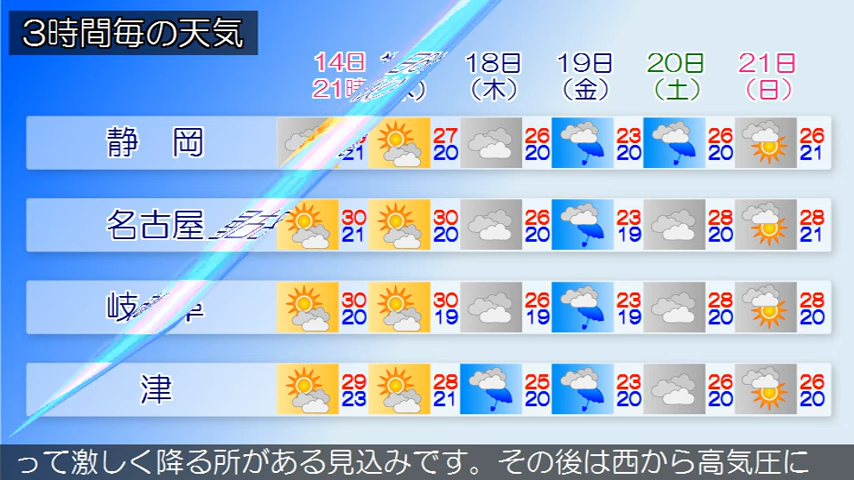 3時間毎の天気
14日 18日 19日 20日 21日
21時 （木） （金） （土） （日）
静岡 21 27 20 26 20 23 20 26 20 26 21
名古屋 30 21 30 20 26 20 23 19 28 20 28 21
岐阜 30 20 30 19 26 19 23 19 28 20 28 20
津 29 23 28 21 25 20 23 20 26 20 26 20
って激しく降る所がある見込みです。その後は西から高気圧に